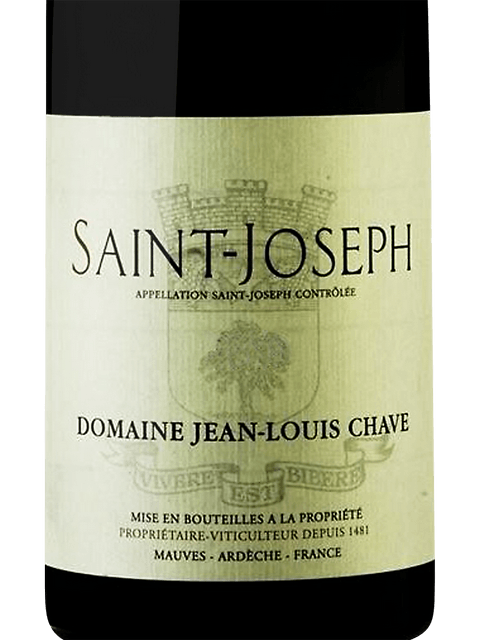 SAINT-JOSEPH
APPELLATION SAINT-JOSEPH CONTRÔLÉE
DOMAINE JEAN-LOUIS CHAVE
VIVERE EST BIBERE
MISE EN BOUTEILLES A LA PROPRIÉTÉ
PROPRIÉTAIRE-VITICULTEUR DEPUIS 1481
MAUVES - ARDÈCHE - FRANCE